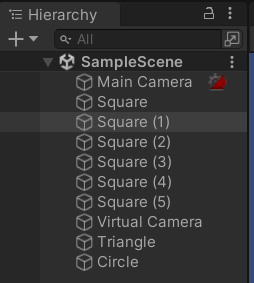 Hierarchy
All
SampleScene
Main Camera
Square
Square (1)
Square (2)
Square (3)
Square (4)
Square (5)
Virtual Camera
Triangle
Circle